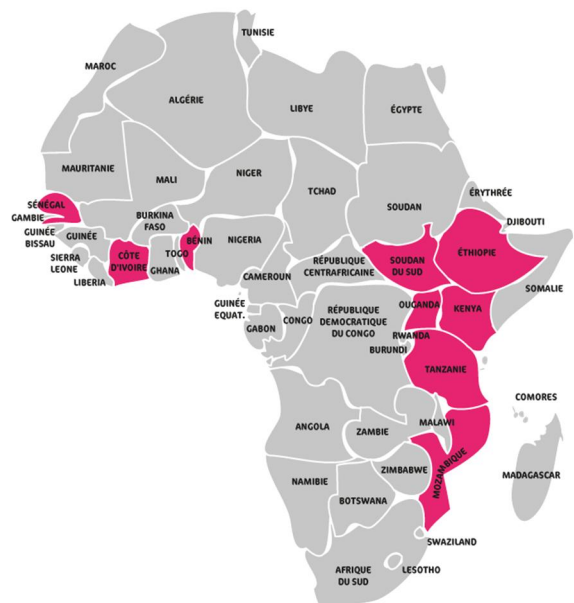 TUNISIE
MAROC
ALGÉRIE
LIBYE
ÉGYPTE
MAURITANIE
MALI
NIGER
TCHAD
SOUDAN
ÉRYTHRÉE
DJIBOUTI
SÉNÉGAL
GAMBIE
GUINÉE
BISSAU
GUINÉE
SIERRA
LEONE
LIBERIA
CÔTE
D'IVOIRE
BURKINA
FASO
GHANA
TOGO
BÉNIN
NIGERIA
CAMEROUN
RÉPUBLIQUE
CENTRAFRICAINE
SOUDAN
DU SUD
ÉTHIOPIE
SOMALIE
GUINÉE
EQUAT.
GABON
CONGO
RÉPUBLIQUE
DEMOCRATIQUE
DU CONGO
OUGANDA
KENYA
RWANDA
BURUNDI
TANZANIE
COMORES
ANGOLA
ZAMBIE
MALAWI
MOZAMBIQUE
MADAGASCAR
NAMIBIE
ZIMBABWE
BOTSWANA
SWAZILAND
LESOTHO
AFRIQUE
DU SUD